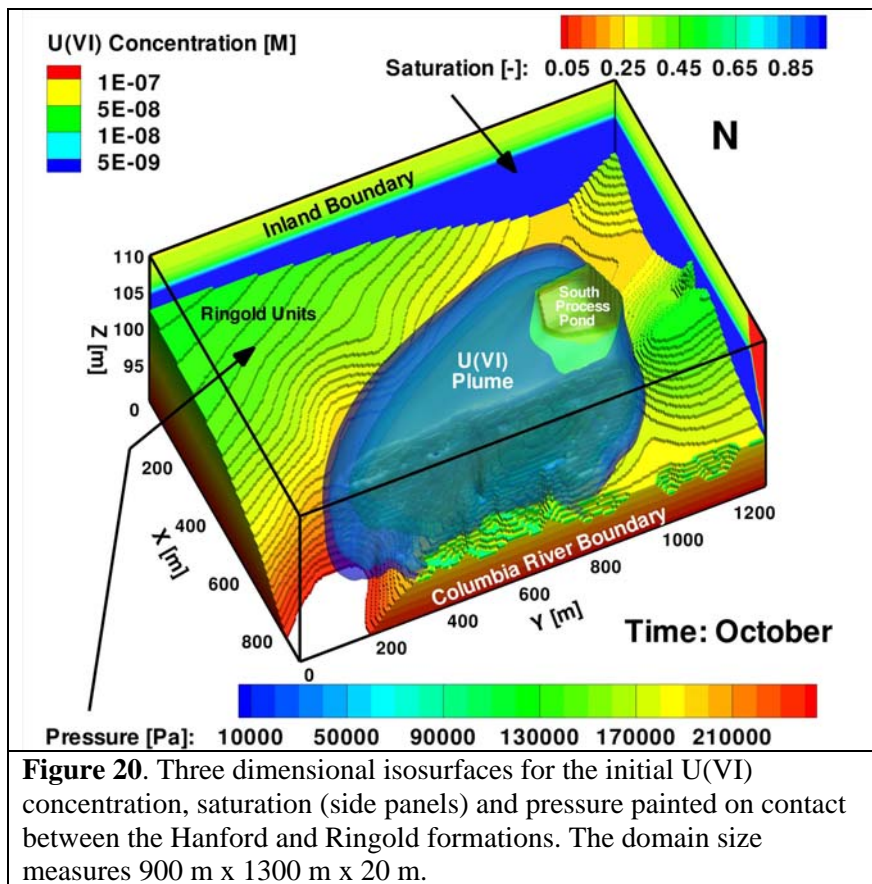 U(VI) Concentration [M]
1E-07
5E-08
1E-08
5E-09
Saturation [-]: 0.05 0.25 0.45 0.65 0.85
N
Inland Boundary
110
105
100
95
Z [m]
Ringold Units
South
Process
Pond
U(VI)
Plume
0
200
400
600
800
X [m]
Columbia River Boundary
0
200
400
600
800
1000
1200
Y [m]
Time: October
Pressure [Pa]: 10000 50000 90000 130000 170000 210000
Figure 20. Three dimensional isosurfaces for the initial U(VI)
concentration, saturation (side panels) and pressure painted on contact
between the Hanford and Ringold formations. The domain size
measures 900 m x 1300 m x 20 m.